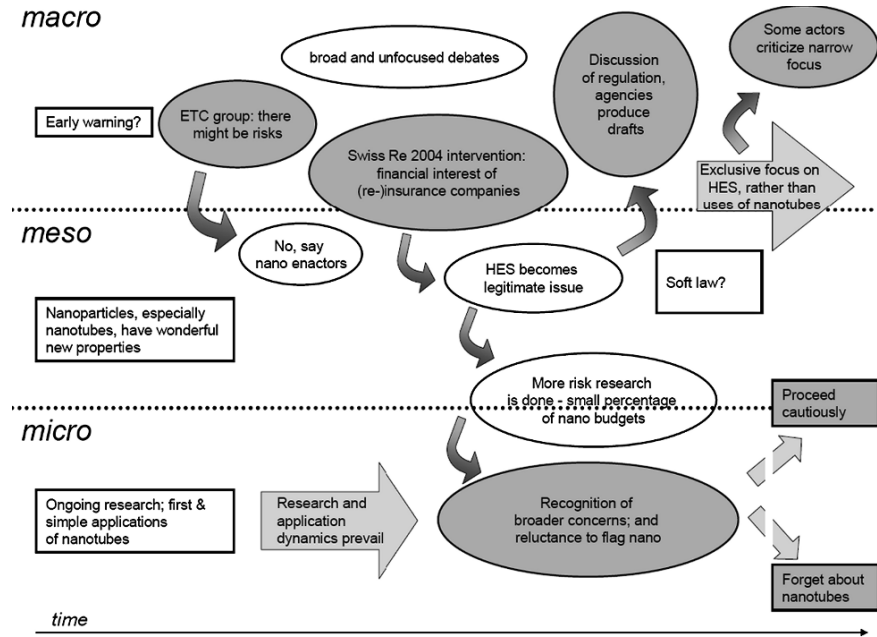 macro
broad and unfocused debates
Some actors
criticize narrow
focus
Discussion
of regulation,
agencies
produce
drafts
Early warning?
ETC group: there
might be risks
Swiss Re 2004 intervention:
financial interest of
(re-)insurance companies
Exclusive focus on
HES, rather than
uses of nanotubes
meso
No, say
nano enactors
HES becomes
legitimate issue
Soft law?
Nanoparticles, especially
nanotubes, have wonderful
new properties
More risk research
is done - small percentage
of nano budgets
Proceed
cautiously
micro
Ongoing research; first &
simple applications
of nanotubes
Research and
application
dynamics prevail
Recognition of
broader concerns; and
reluctance to flag nano
Forget about
nanotubes
time